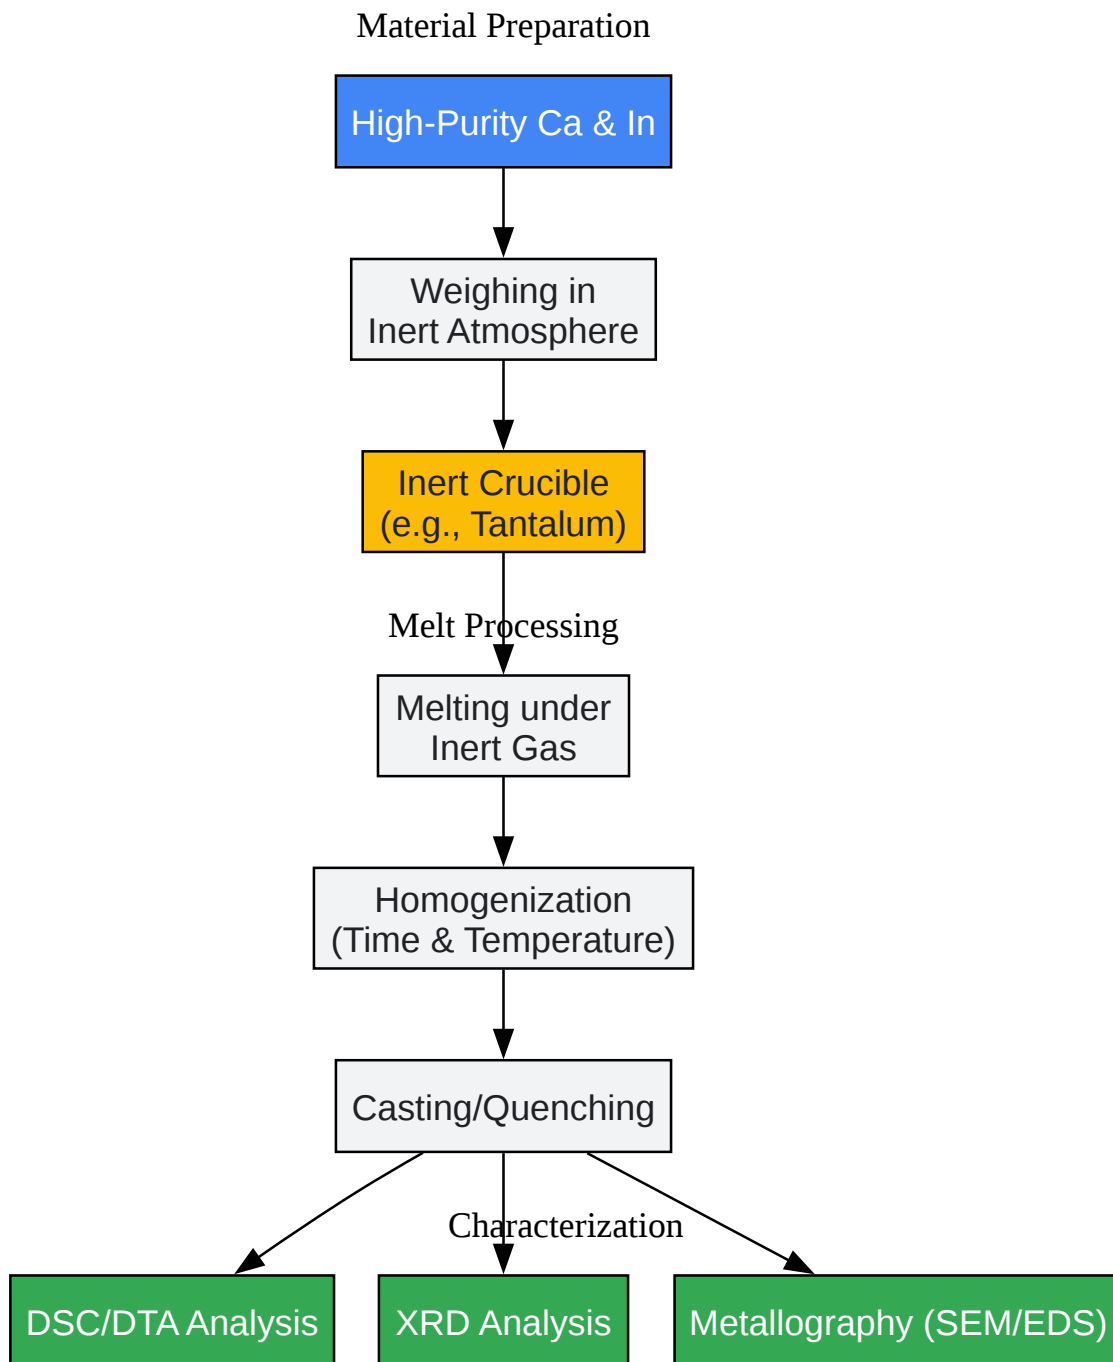 Material Preparation
High-Purity Ca & In
Weighing in
Inert Atmosphere
Inert Crucible
(e.g., Tantalum)
Melt Processing
Melting under
Inert Gas
Homogenization
(Time & Temperature)
Casting/Quenching
Characterization
DSC/DTA Analysis
XRD Analysis
Metallography (SEM/EDS)